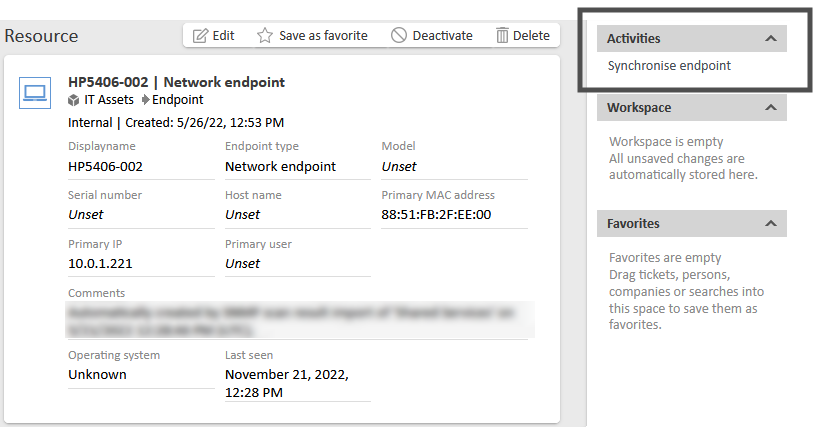 Resource
Edit
Save as favorite
Deactivate
Delete
HP5406-002 | Network endpoint
IT Assets Endpoint
Internal | Created: 5/26/22, 12:53 PM
Displayname Endpoint type Model
HP5406-002 Network endpoint Unset
Serial number Host name Primary MAC address
Unset Unset 88:51:FB:2F:EE:00
Primary IP Primary user
10.0.1.221 Unset
Comments
Operating system Last seen
Unknown November 21, 2022,
12:28 PM
Activities
Synchronise endpoint
Workspace
Workspace is empty
All unsaved changes are
automatically stored here.
Favorites
Favorites are empty
Drag tickets, persons,
companies or searches into
this space to save them as
favorites.